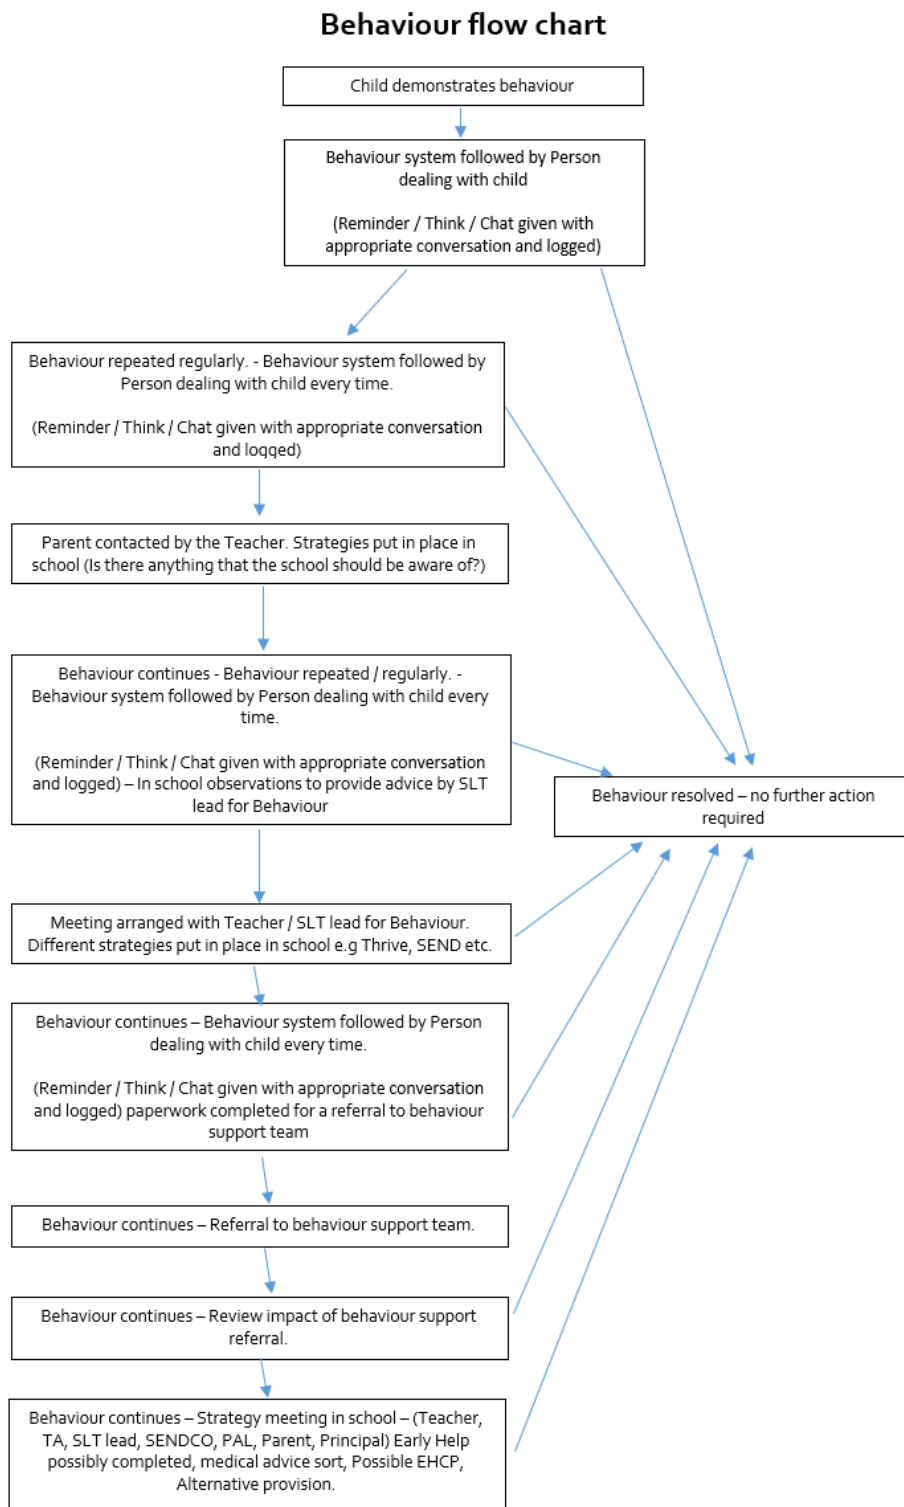 Behaviour flow chart
Child demonstrates behaviour
Behaviour system followed by Person
dealing with child
(Reminder / Think / Chat given with
appropriate conversation and logged)
Behaviour repeated regularly. - Behaviour system followed by
Person dealing with child every time.
(Reminder / Think / Chat given with appropriate conversation
and logged)
Parent contacted by the Teacher. Strategies put in place in
school (Is there anything that the school should be aware of?)
Behaviour continues - Behaviour repeated / regularly. -
Behaviour system followed by Person dealing with child every
time.
(Reminder / Think / Chat given with appropriate conversation
and logged) – In school observations to provide advice by SLT
lead for Behaviour
Behaviour resolved – no further action
required
Meeting arranged with Teacher / SLT lead for Behaviour.
Different strategies put in place in school e.g Thrive, SEND etc.
Behaviour continues – Behaviour system followed by Person
dealing with child every time.
(Reminder / Think / Chat given with appropriate conversation
and logged) paperwork completed for a referral to behaviour
support team
Behaviour continues – Referral to behaviour support team.
Behaviour continues – Review impact of behaviour support
referral.
Behaviour continues – Strategy meeting in school – (Teacher,
TA, SLT lead, SENDCO, PAL, Parent, Principal) Early Help
possibly completed, medical advice sort, Possible EHCP,
Alternative provision.